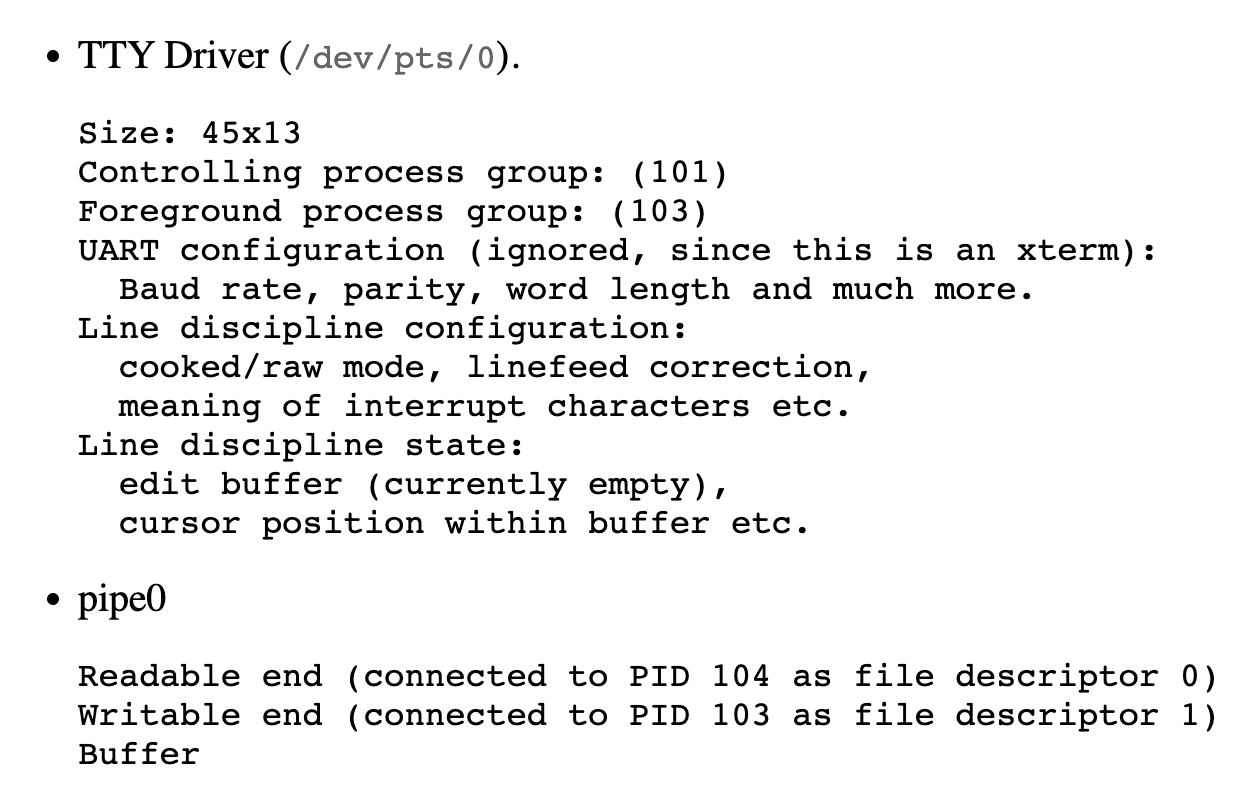 • TTY Driver (/dev/pts/0).
Size: 45x13
Controlling process group: (101)
Foreground process group: (103)
UART configuration (ignored, since this is an xterm):
  Baud rate, parity, word length and much more.
Line discipline configuration:
  cooked/raw mode, linefeed correction,
  meaning of interrupt characters etc.
Line discipline state:
  edit buffer (currently empty),
  cursor position within buffer etc.
• pipe0
Readable end (connected to PID 104 as file descriptor 0)
Writable end (connected to PID 103 as file descriptor 1)
Buffer